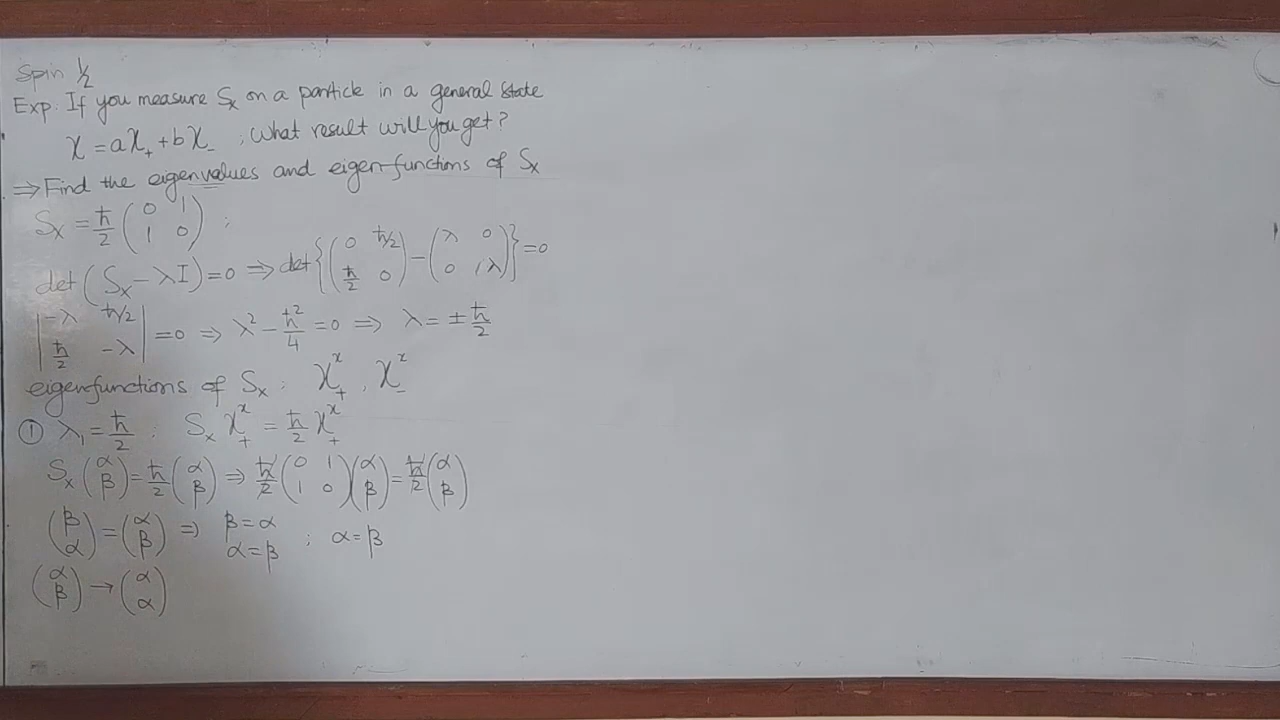 Spin 1/2
Exp: If you measure Sₓ on a particle in a general state
χ = aχ₊ + bχ₋ ; What result will you get?
⇒ Find the eigenvalues and eigenfunctions of Sₓ
Sₓ = ħ/2 (0 1; 1 0) ;
det(Sₓ − λI) = 0 ⇒ det{(0 ħ/2; ħ/2 0) − (λ 0; 0 λ)} = 0
|−λ ħ/2; ħ/2 −λ| = 0 ⇒ λ² − ħ²/4 = 0 ⇒ λ = ± ħ/2
eigenfunctions of Sₓ : χ₊ˣ , χ₋ˣ
① λ₁ = ħ/2 : Sₓ χ₊ˣ = ħ/2 χ₊ˣ
Sₓ (α; β) = ħ/2 (α; β) ⇒ ħ/2 (0 1; 1 0)(α; β) = ħ/2 (α; β)
(β; α) = (α; β) ⇒ β = α α = β ; α = β
(α; β) → (α; α)